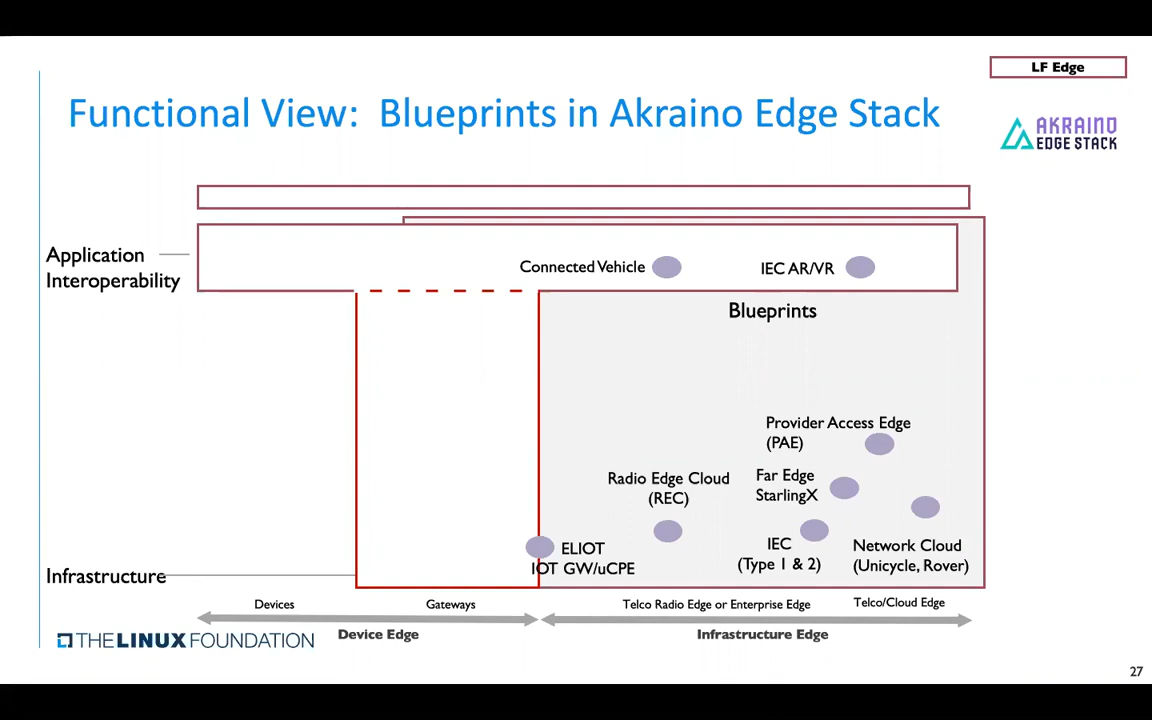 LF Edge
Functional View:  Blueprints in Akraino Edge Stack
AKRAINO
EDGE STACK
Application
Interoperability
Connected Vehicle
IEC AR/VR
Blueprints
Provider Access Edge
(PAE)
Radio Edge Cloud
(REC)
Far Edge
StarlingX
ELIOT
IOT GW/uCPE
IEC
(Type 1 & 2)
Network Cloud
(Unicycle, Rover)
Infrastructure
Devices
Gateways
Telco Radio Edge or Enterprise Edge
Telco/Cloud Edge
Device Edge
Infrastructure Edge
THE LINUX FOUNDATION
27